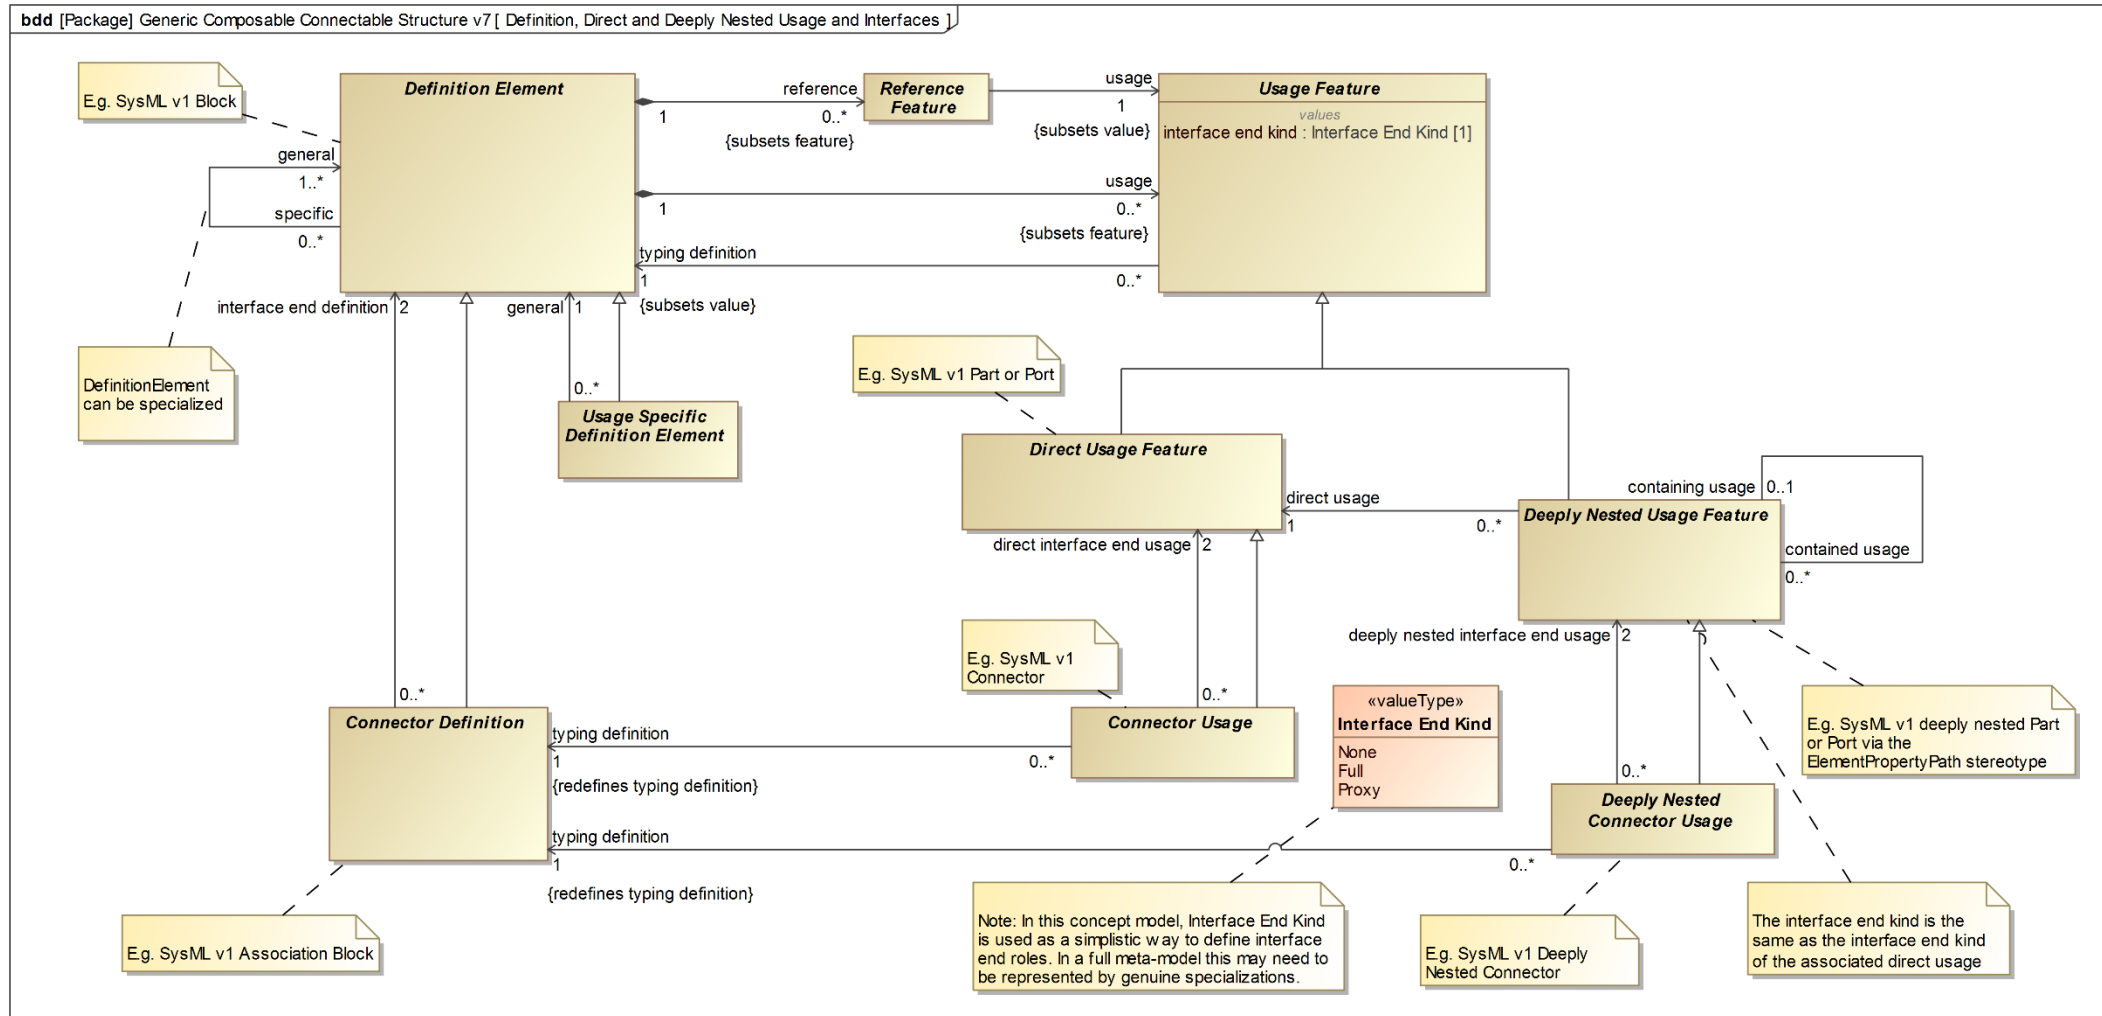 bdd [Package] Generic Composable Connectable Structure v7 [ Definition, Direct and Deeply Nested Usage and Interfaces ]
E.g. SysML v1 Block
Definition Element
reference
1
0..*
{subsets feature}
Reference
Feature
usage
1
{subsets value}
Usage Feature
values
interface end kind : Interface End Kind [1]
general
1..*
specific
0..*
usage
1
0..*
{subsets feature}
typing definition
1
0..*
{subsets value}
interface end definition
2
general
1
0..*
DefinitionElement
can be specialized
Usage Specific
Definition Element
E.g. SysML v1 Part or Port
Direct Usage Feature
direct usage
1
0..*
containing usage
0..1
Deeply Nested Usage Feature
contained usage
0..*
direct interface end usage
2
deeply nested interface end usage
2
E.g. SysML v1
Connector
0..*
0..*
Connector Definition
Connector Usage
typing definition
1
0..*
{redefines typing definition}
«valueType»
Interface End Kind
None
Full
Proxy
0..*
E.g. SysML v1 deeply nested Part
or Port via the
ElementPropertyPath stereotype
Deeply Nested
Connector Usage
typing definition
1
0..*
{redefines typing definition}
E.g. SysML v1 Association Block
Note: In this concept model, Interface End Kind
is used as a simplistic way to define interface
end roles. In a full meta-model this may need to
be represented by genuine specializations.
E.g. SysML v1 Deeply
Nested Connector
The interface end kind is the
same as the interface end kind
of the associated direct usage